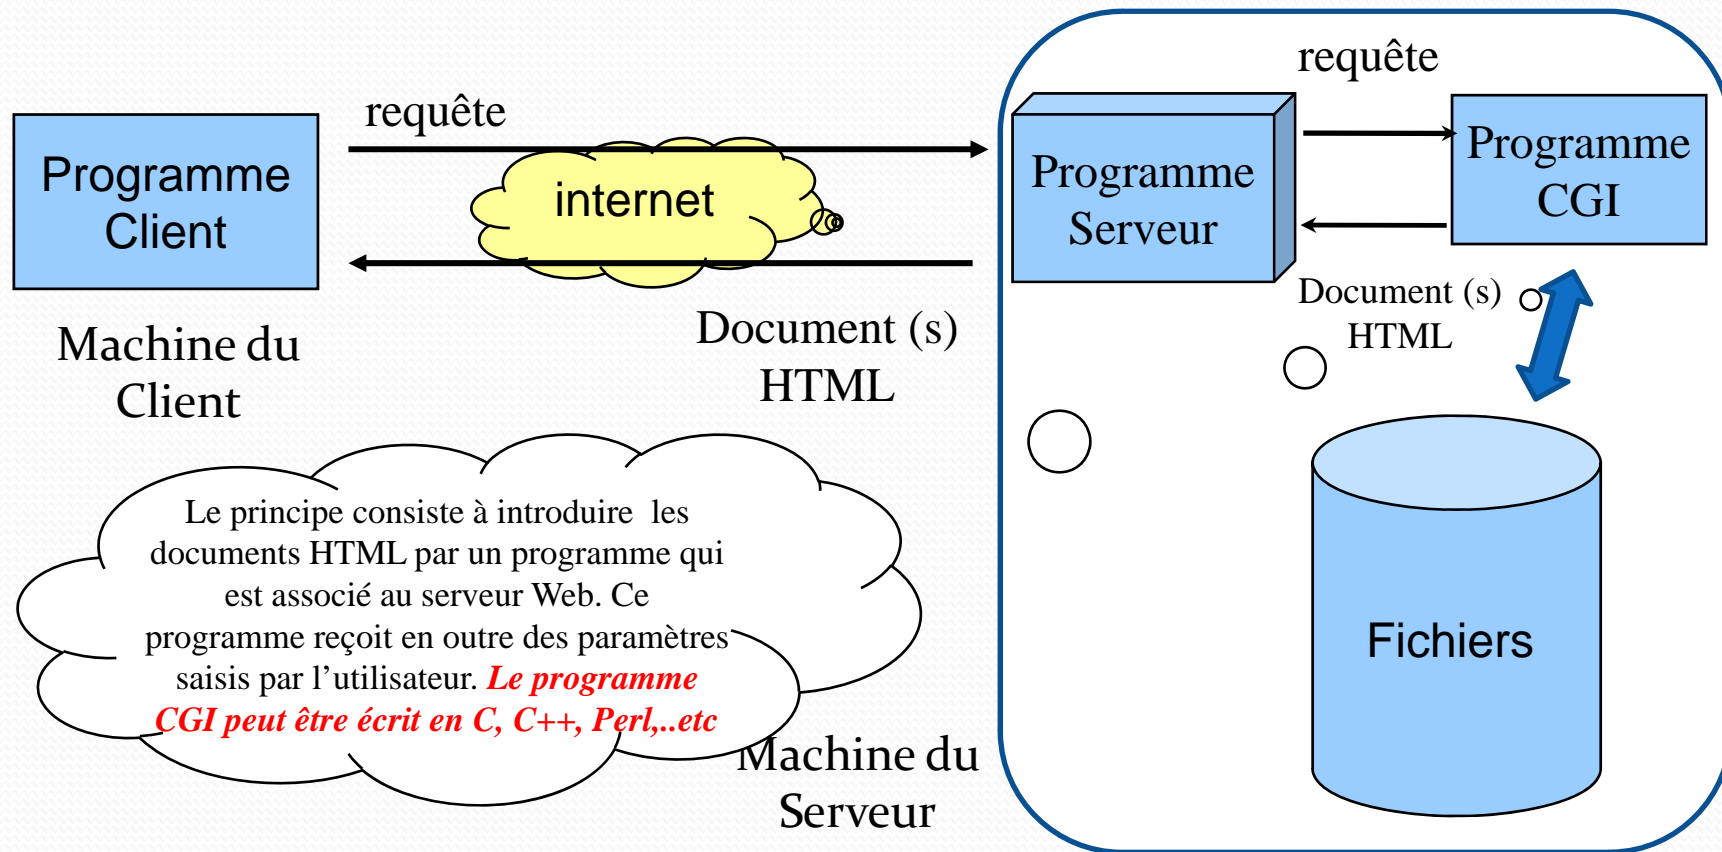 requête
requête
Programme
Client
internet
Programme
Serveur
Programme
CGI
Document (s)
HTML
Machine du
Client
Document (s)
HTML
Le principe consiste à introduire les
documents HTML par un programme qui
est associé au serveur Web. Ce
programme reçoit en outre des paramètres
saisis par l’utilisateur. Le programme
CGI peut être écrit en C, C++, Perl,..etc
Fichiers
Machine du
Serveur